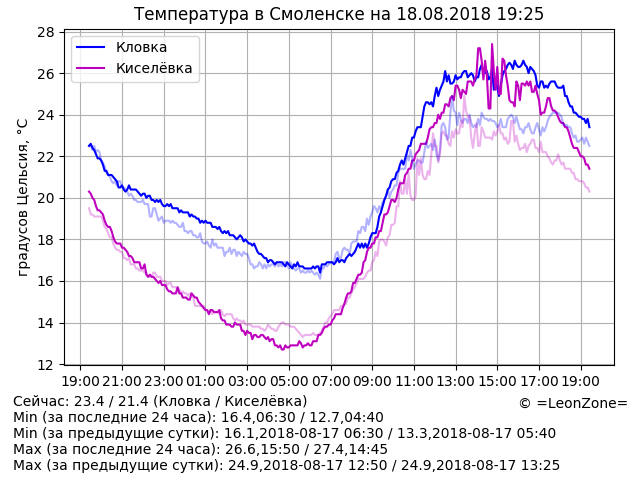 Температура в Смоленске на 18.08.2018 19:25
28
26
24
22
20
18
16
14
12
градусов Цельсия, °C
Кловка
Киселёвка
19:00 21:00 23:00 01:00 03:00 05:00 07:00 09:00 11:00 13:00 15:00 17:00 19:00
Сейчас: 23.4 / 21.4 (Кловка / Киселёвка)
© =LeonZone=
Min (за последние 24 часа): 16.4,06:30 / 12.7,04:40
Min (за предыдущие сутки): 16.1,2018-08-17 06:30 / 13.3,2018-08-17 05:40
Max (за последние 24 часа): 26.6,15:50 / 27.4,14:45
Max (за предыдущие сутки): 24.9,2018-08-17 12:50 / 24.9,2018-08-17 13:25